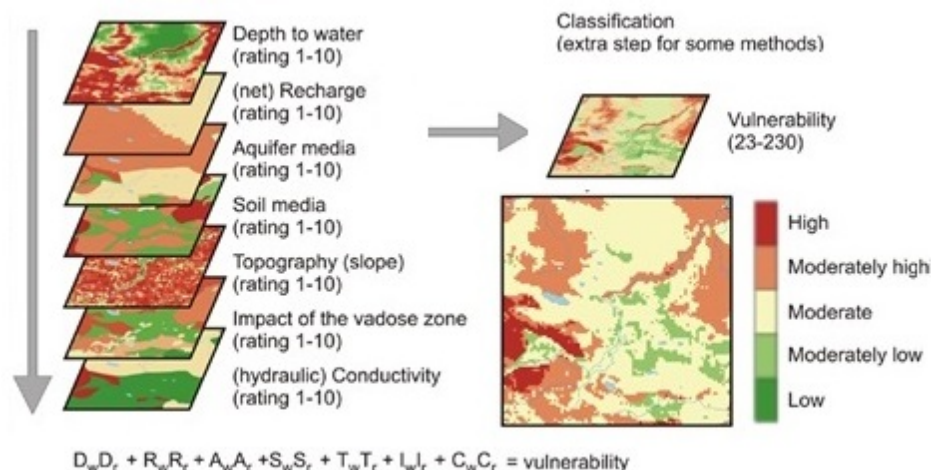 Depth to water
(rating 1-10)
(net) Recharge
(rating 1-10)
Aquifer media
(rating 1-10)
Soil media
(rating 1-10)
Topography (slope)
(rating 1-10)
Impact of the vadose zone
(rating 1-10)
(hydraulic) Conductivity
(rating 1-10)
Classification
(extra step for some methods)
Vulnerability
(23-230)
High
Moderately high
Moderate
Moderately low
Low
DwDr + RwRr + AwAr +SwSr + TwTr + IwIr + CwCr = vulnerability